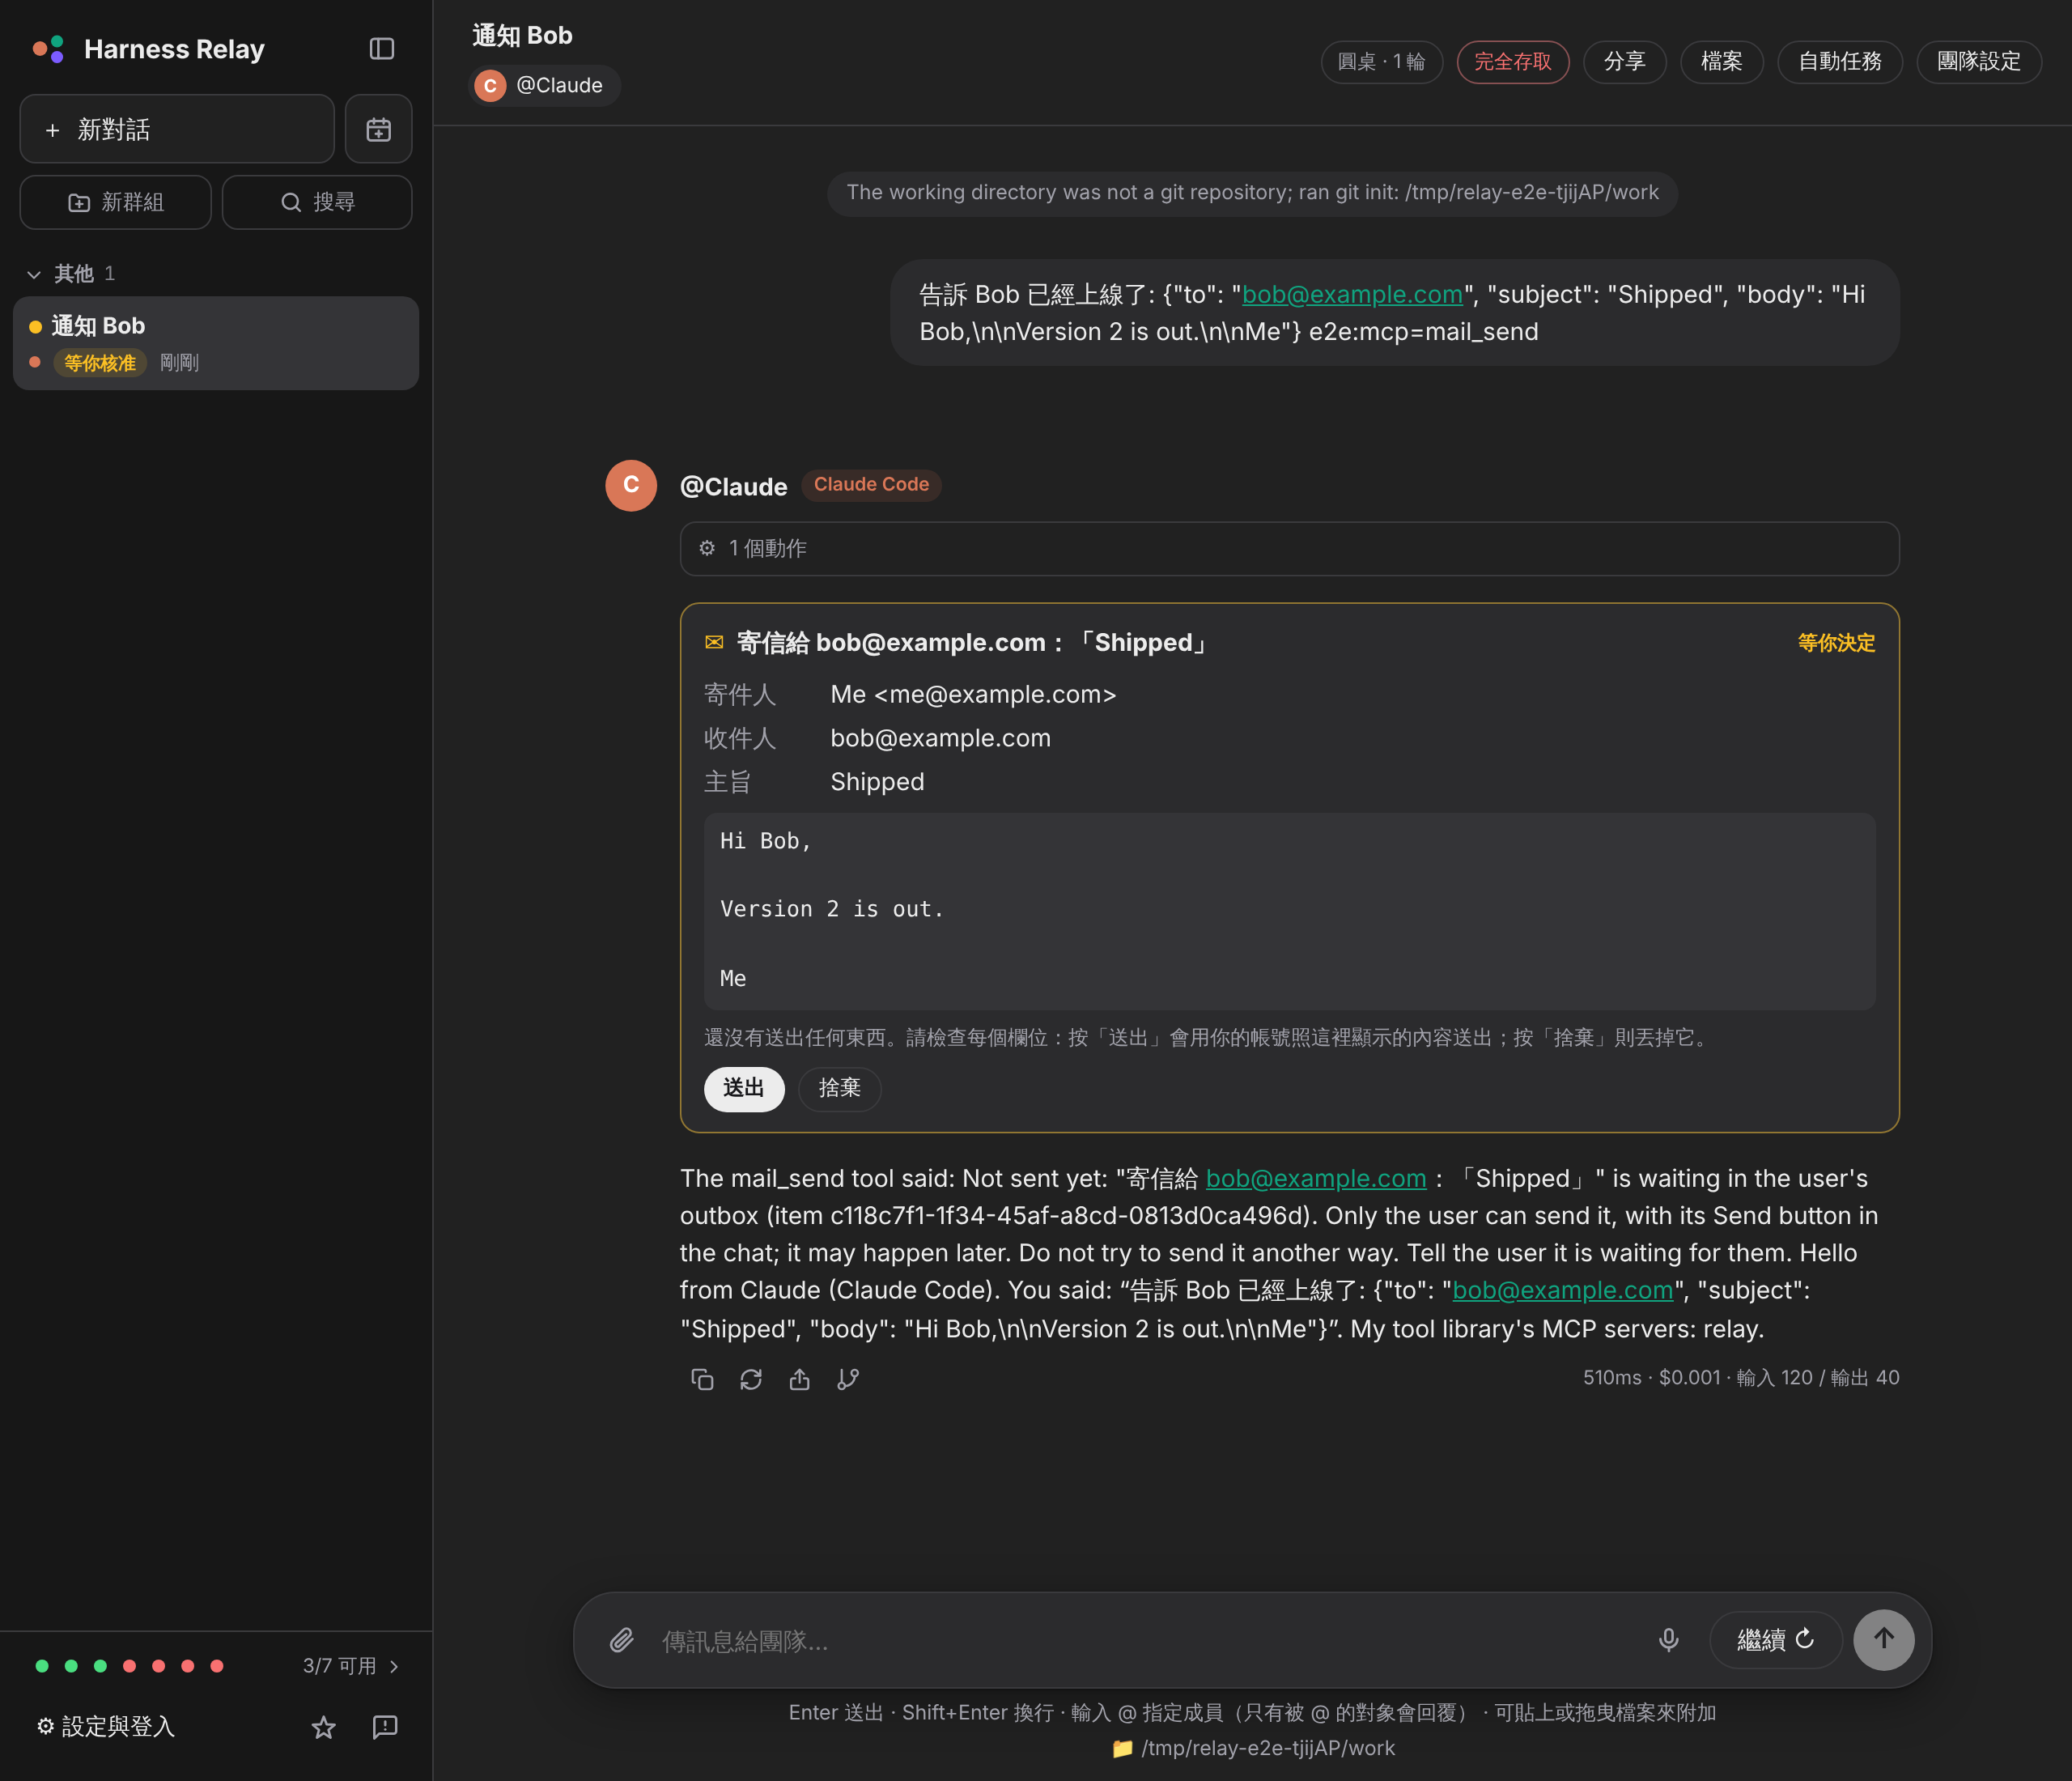 Harness Relay
+ 新對話
新群組
搜尋
其他 1
通知 Bob
等你核准 剛剛
3/7 可用
設定與登入
通知 Bob
C @Claude
圓桌 · 1 輪
完全存取
分享
檔案
自動任務
團隊設定
The working directory was not a git repository; ran git init: /tmp/relay-e2e-tjijAP/work
告訴 Bob 已經上線了: {"to": "bob@example.com", "subject": "Shipped", "body": "Hi
Bob,\n\nVersion 2 is out.\n\nMe"} e2e:mcp=mail_send
C @Claude Claude Code
1 個動作
寄信給 bob@example.com：「Shipped」 等你決定
寄件人 Me <me@example.com>
收件人 bob@example.com
主旨 Shipped
Hi Bob,
Version 2 is out.
Me
還沒有送出任何東西。請檢查每個欄位：按「送出」會用你的帳號照這裡顯示的內容送出；按「捨棄」則丟掉它。
送出 捨棄
The mail_send tool said: Not sent yet: "寄信給 bob@example.com：「Shipped」" is waiting in the user's
outbox (item c118c7f1-1f34-45af-a8cd-0813d0ca496d). Only the user can send it, with its Send button in
the chat; it may happen later. Do not try to send it another way. Tell the user it is waiting for them. Hello
from Claude (Claude Code). You said: “告訴 Bob 已經上線了: {"to": "bob@example.com", "subject":
"Shipped", "body": "Hi Bob,\n\nVersion 2 is out.\n\nMe"}”. My tool library's MCP servers: relay.
510ms · $0.001 · 輸入 120 / 輸出 40
傳訊息給團隊...
繼續
Enter 送出 · Shift+Enter 換行 · 輸入 @ 指定成員（只有被 @ 的對象會回覆） · 可貼上或拖曳檔案來附加
/tmp/relay-e2e-tjijAP/work